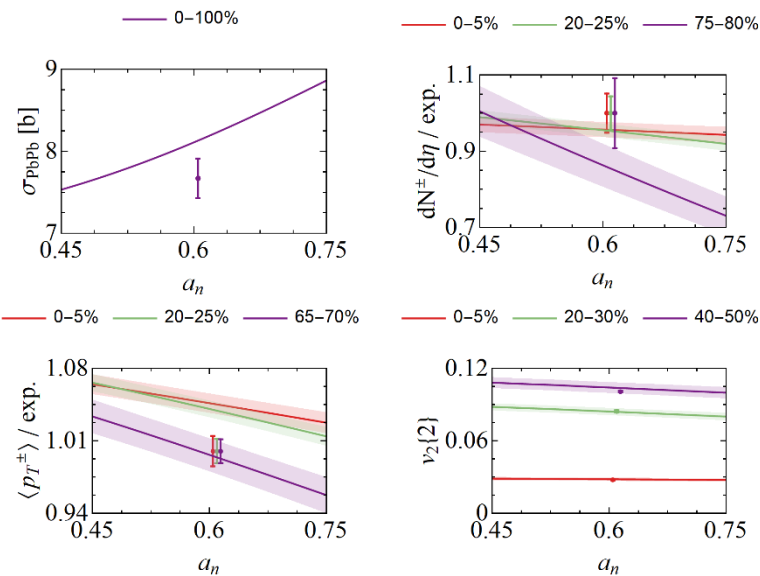 0-100%
9
8
7
0.45 0.6 0.75
σPbPb [b]
an
0-5% 20-25% 75-80%
1.1
0.9
0.7
0.45 0.6 0.75
dN±/dη / exp.
an
0-5% 20-25% 65-70%
1.08
1.01
0.94
0.45 0.6 0.75
⟨pT±⟩ / exp.
an
0-5% 20-30% 40-50%
0.12
0.06
0
0.45 0.6 0.75
v2{2}
an